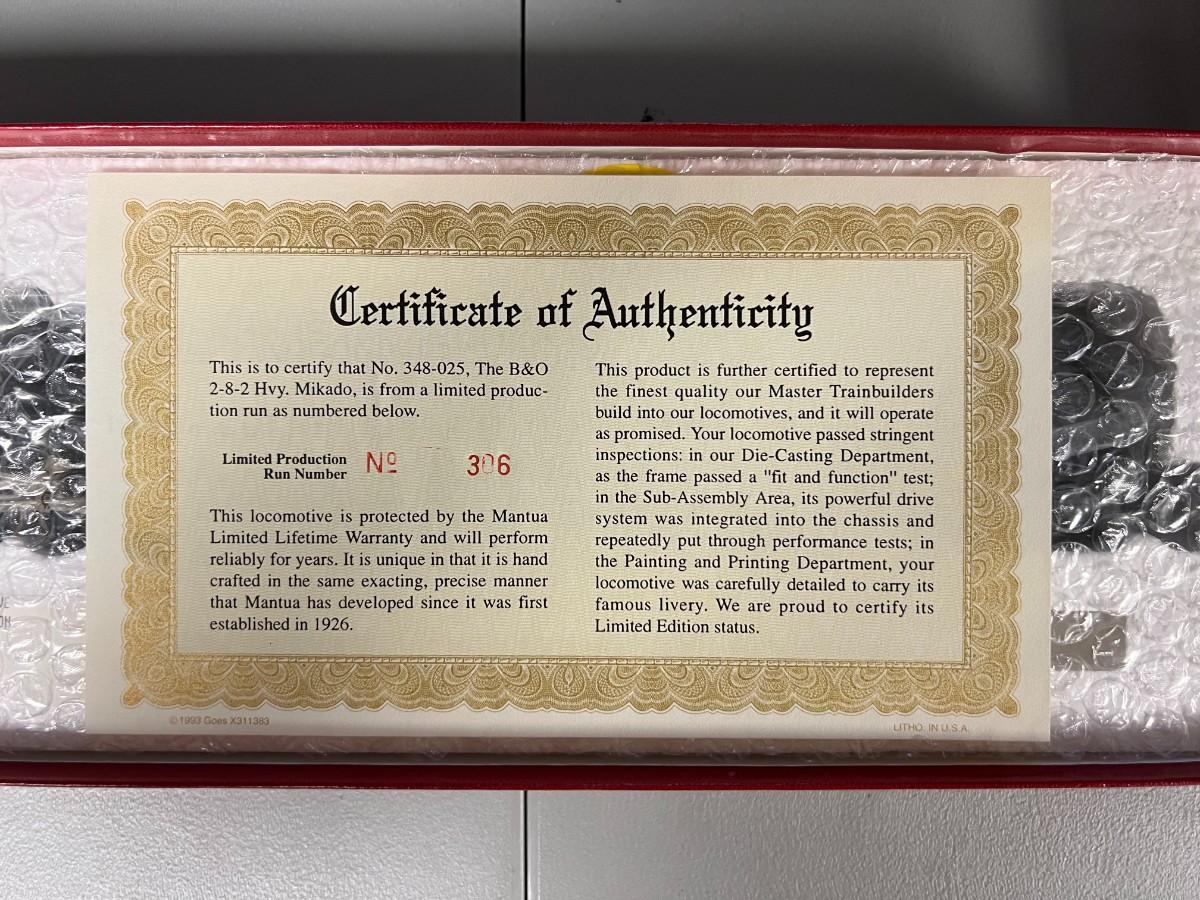 Certificate of Authenticity
This is to certify that No. 348-025, The B&O
2-8-2 Hvy. Mikado, is from a limited produc-
tion run as numbered below.
Limited Production
Run Number
Nº 306
This locomotive is protected by the Mantua
Limited Lifetime Warranty and will perform
reliably for years. It is unique in that it is hand
crafted in the same exacting, precise manner
that Mantua has developed since it was first
established in 1926.
This product is further certified to represent
the finest quality our Master Trainbuilders
build into our locomotives, and it will operate
as promised. Your locomotive passed stringent
inspections: in our Die-Casting Department,
as the frame passed a "fit and function" test;
in the Sub-Assembly Area, its powerful drive
system was integrated into the chassis and
repeatedly put through performance tests; in
the Painting and Printing Department, your
locomotive was carefully detailed to carry its
famous livery. We are proud to certify its
Limited Edition status.
© 1993 Goes X311383
LITHO. IN U.S.A.